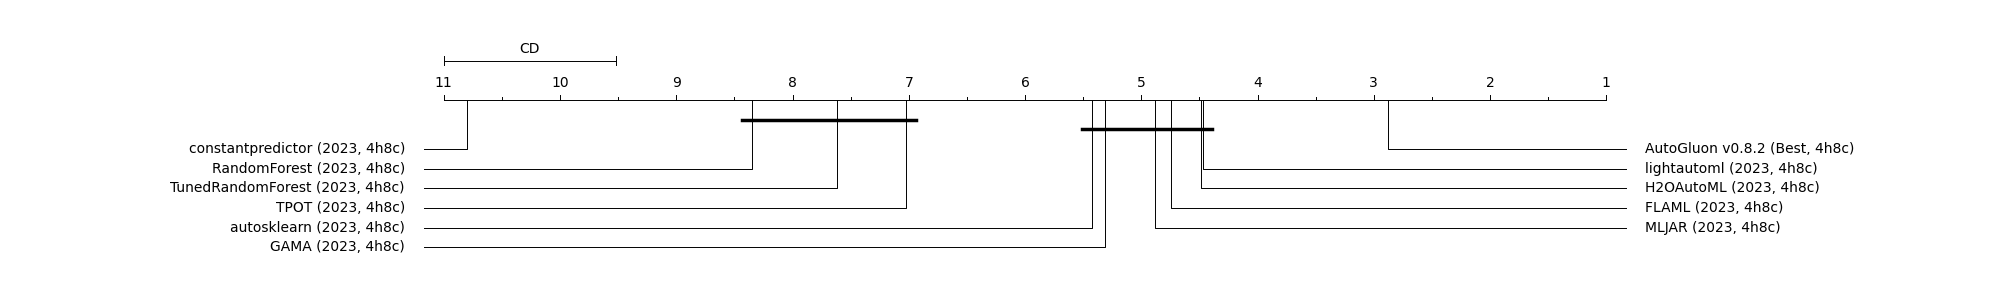 CD
11 10 9 8 7 6 5 4 3 2 1
constantpredictor (2023, 4h8c)
RandomForest (2023, 4h8c)
TunedRandomForest (2023, 4h8c)
TPOT (2023, 4h8c)
autosklearn (2023, 4h8c)
GAMA (2023, 4h8c)
AutoGluon v0.8.2 (Best, 4h8c)
lightautoml (2023, 4h8c)
H2OAutoML (2023, 4h8c)
FLAML (2023, 4h8c)
MLJAR (2023, 4h8c)